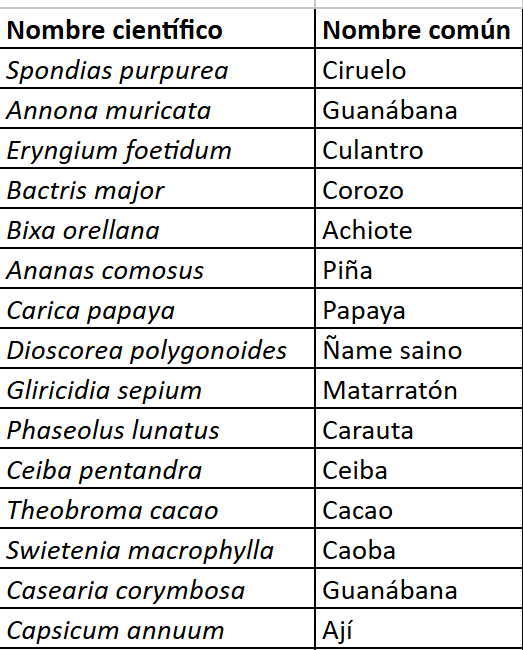 Nombre científico Nombre común
Spondias purpurea Ciruelo
Annona muricata Guanábana
Eryngium foetidum Culantro
Bactris major Corozo
Bixa orellana Achiote
Ananas comosus Piña
Carica papaya Papaya
Dioscorea polygonoides Ñame saino
Gliricidia sepium Matarratón
Phaseolus lunatus Carauta
Ceiba pentandra Ceiba
Theobroma cacao Cacao
Swietenia macrophylla Caoba
Casearia corymbosa Guanábana
Capsicum annuum Ají